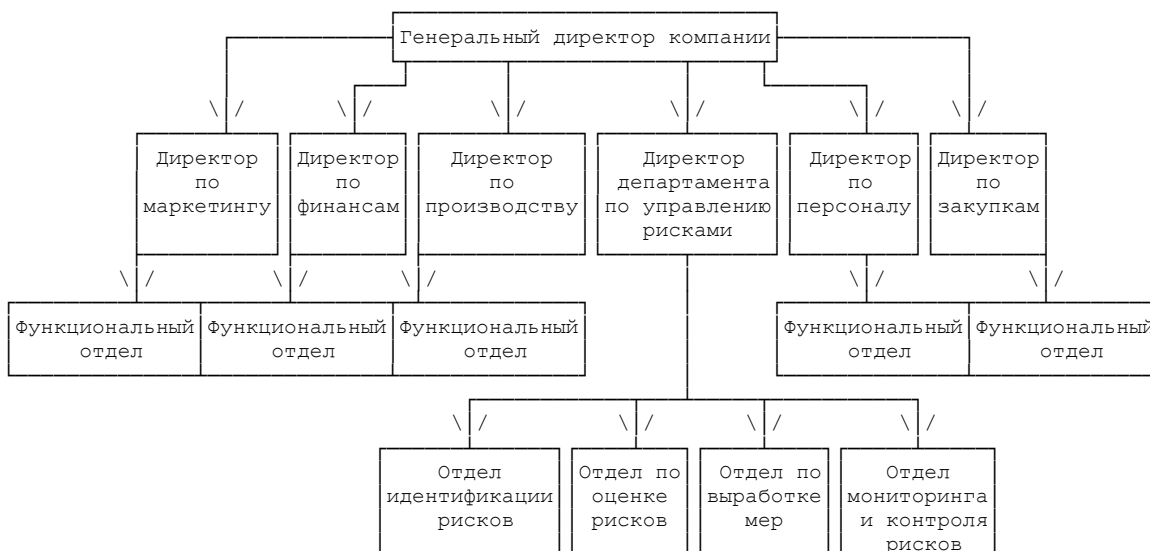 Генеральный директор компании
Директор
по
маркетингу
Директор
по
финансам
Директор
по
производству
Директор
департамента
по управлению
рисками
Директор
по
персоналу
Директор
по
закупкам
Функциональный
отдел
Функциональный
отдел
Функциональный
отдел
Функциональный
отдел
Функциональный
отдел
Отдел
идентификации
рисков
Отдел по
оценке
рисков
Отдел по
выработке
мер
Отдел
мониторинга
и контроля
рисков